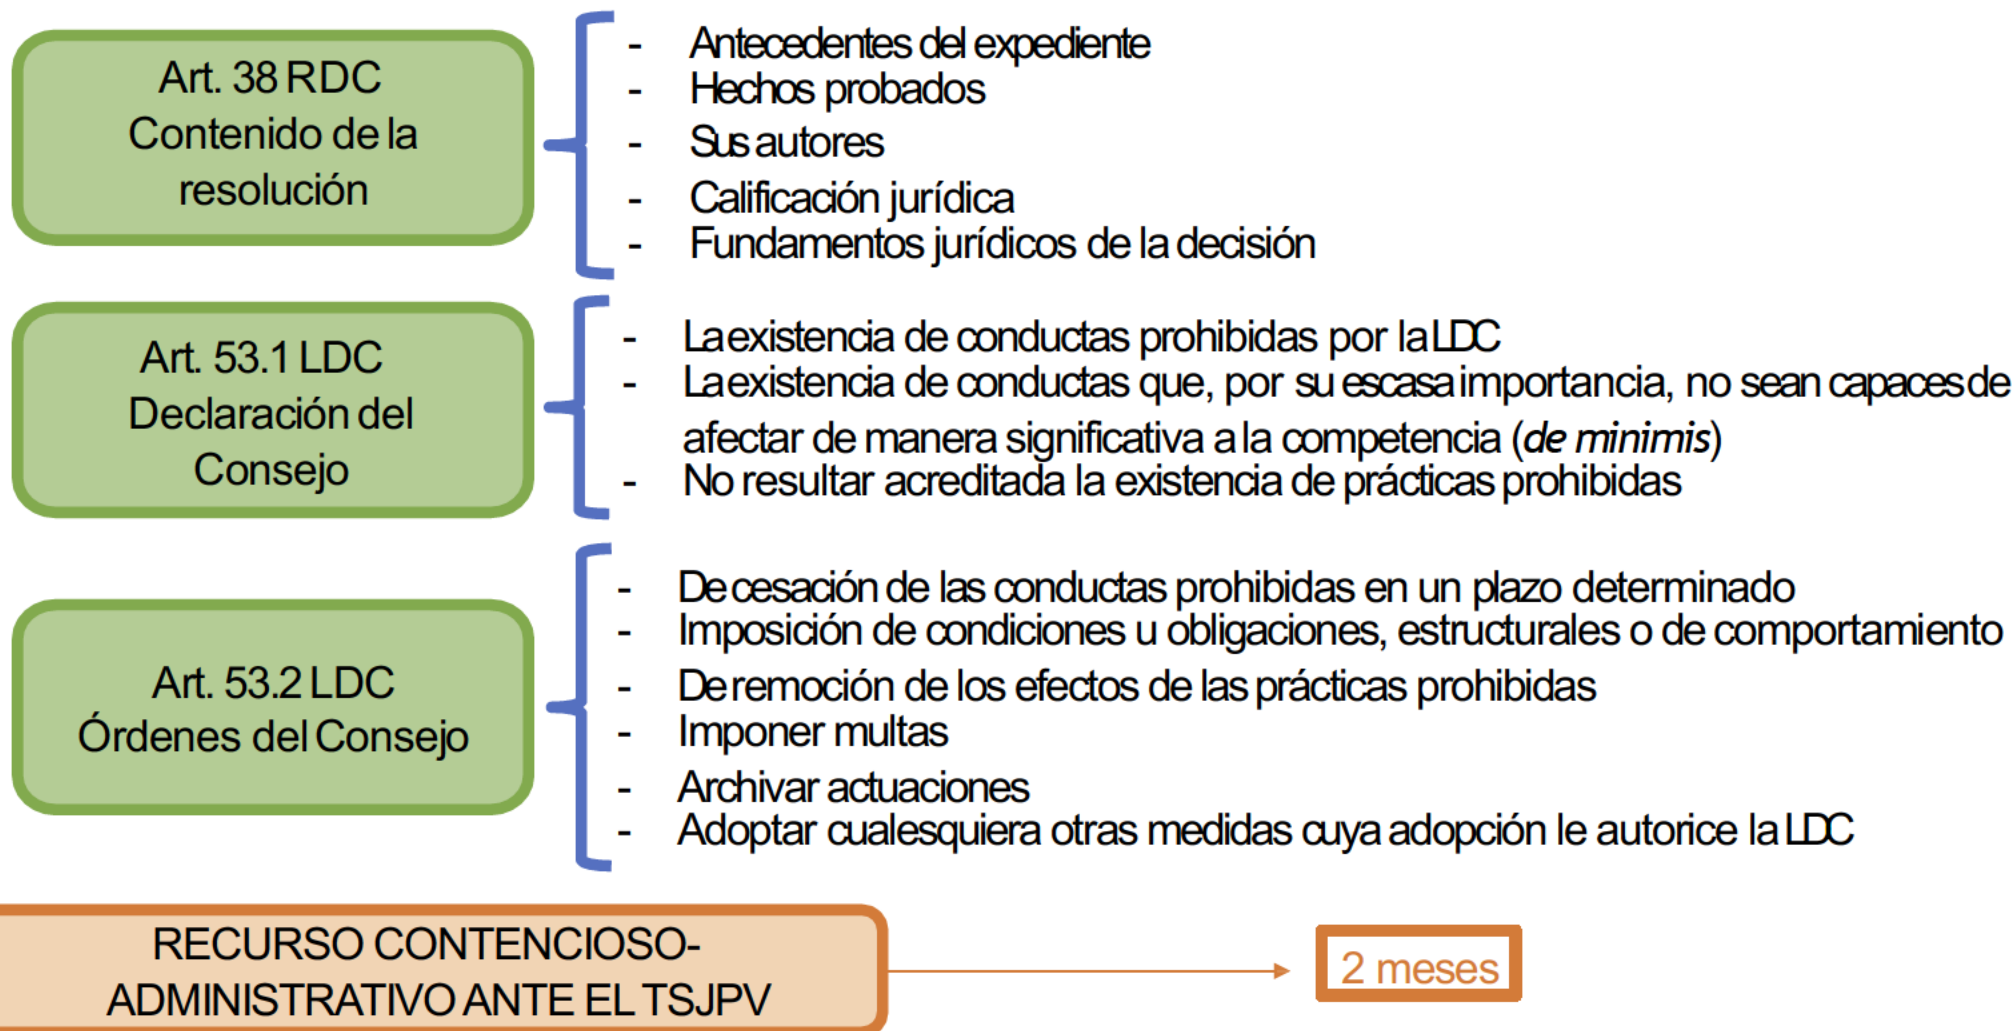 Art. 38 RDC
Contenido de la
resolución
- Antecedentes del expediente
- Hechos probados
- Sus autores
- Calificación jurídica
- Fundamentos jurídicos de la decisión
Art. 53.1 LDC
Declaración del
Consejo
- La existencia de conductas prohibidas por la LDC
- La existencia de conductas que, por su escasa importancia, no sean capaces de
afectar de manera significativa a la competencia (de minimis)
- No resultar acreditada la existencia de prácticas prohibidas
Art. 53.2 LDC
Órdenes del Consejo
- De cesación de las conductas prohibidas en un plazo determinado
- Imposición de condiciones u obligaciones, estructurales o de comportamiento
- De remoción de los efectos de las prácticas prohibidas
- Imponer multas
- Archivar actuaciones
- Adoptar cualesquiera otras medidas cuya adopción le autorice la LDC
RECURSO CONTENCIOSO-
ADMINISTRATIVO ANTE EL TSJPV
2 meses